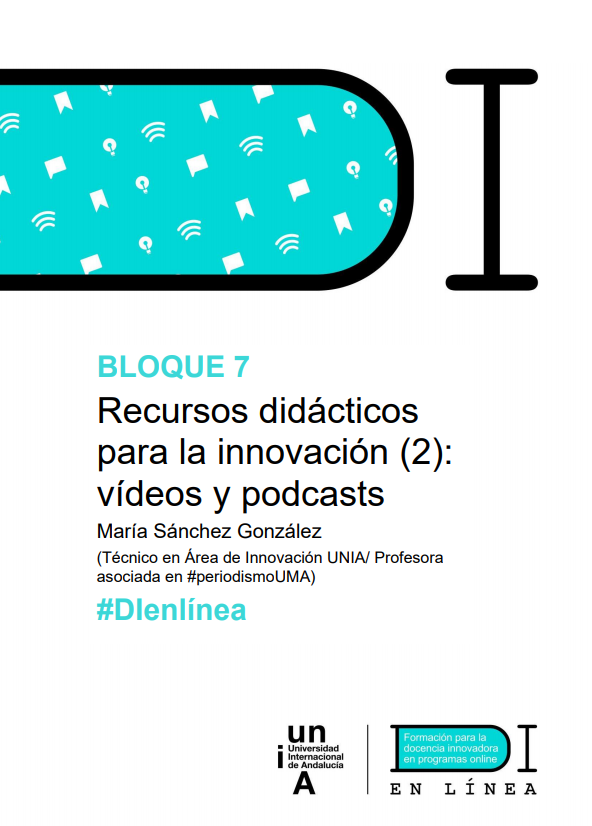 BLOQUE 7
Recursos didácticos
para la innovación (2):
vídeos y podcasts
María Sánchez González
(Técnico en Área de Innovación UNIA/ Profesora
asociada en #periodismoUMA)
#DIenlínea
un
i
A
Universidad
Internacional
de Andalucía
Formación para la
docencia innovadora
en programas online
DI
EN LÍNEA